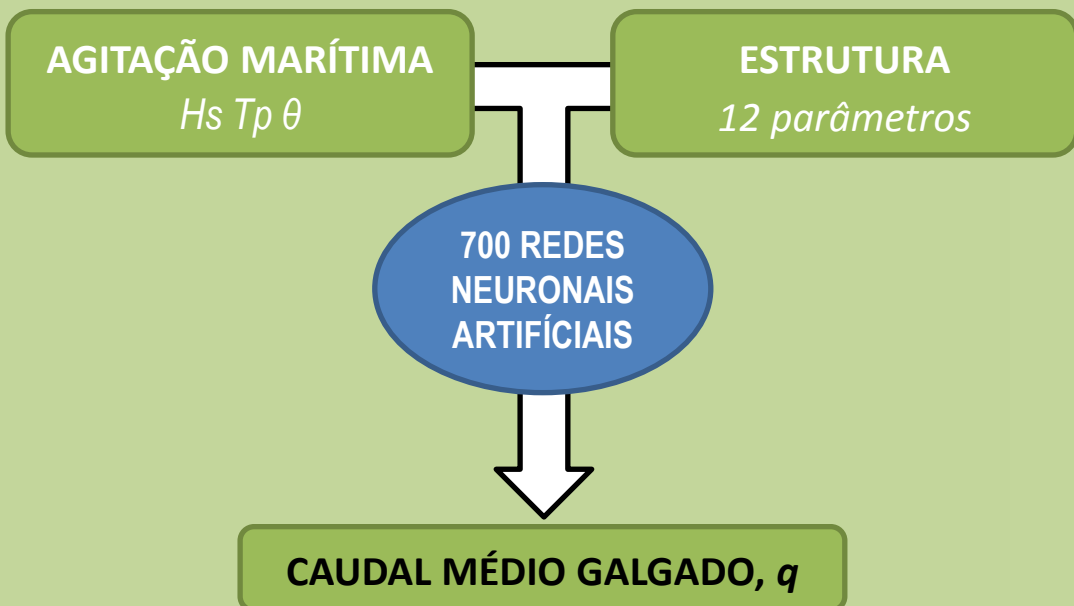 AGITAÇÃO MARÍTIMA
Hs Tp θ
ESTRUTURA
12 parâmetros
700 REDES
NEURONAIS
ARTIFÍCIAIS
CAUDAL MÉDIO GALGADO, q